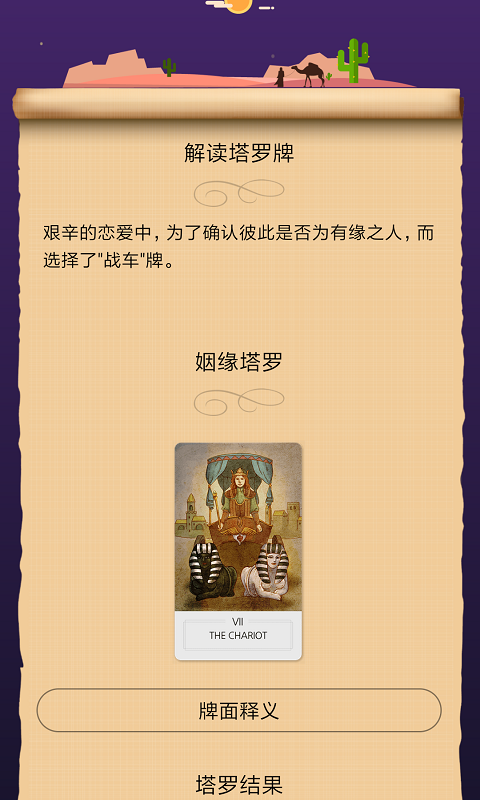 解读塔罗牌
艰辛的恋爱中，为了确认彼此是否为有缘之人，而
选择了"战车"牌。
姻缘塔罗
VII
THE CHARIOT
牌面释义
塔罗结果